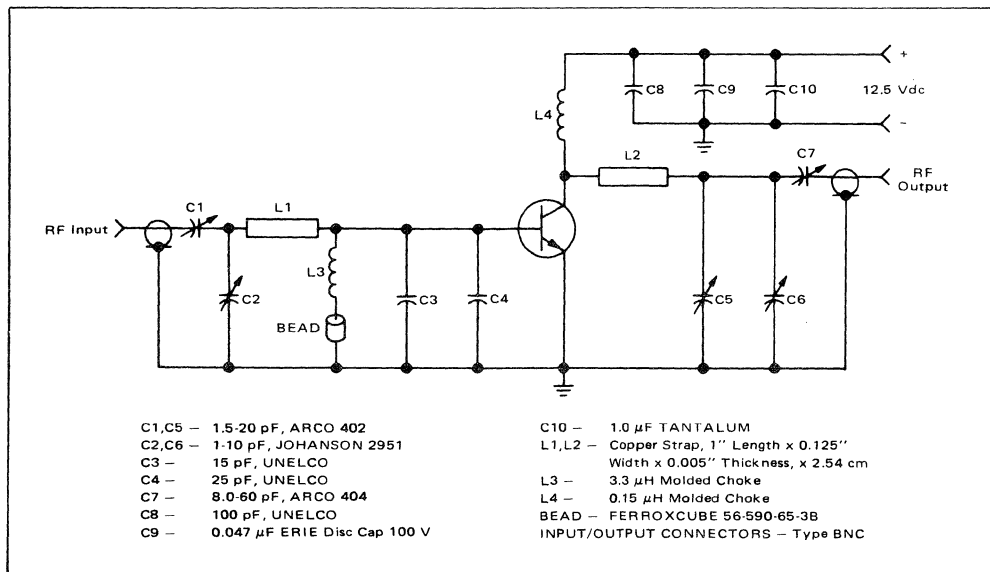 +
C8
C9
C10
12.5 Vdc
–
L4
L2
C7
RF
Output
C1
L1
RF Input
L3
C2
C3
C4
C5
C6
BEAD
C1,C5 – 1.5-20 pF, ARCO 402
C2,C6 – 1-10 pF, JOHANSON 2951
C3 – 15 pF, UNELCO
C4 – 25 pF, UNELCO
C7 – 8.0-60 pF, ARCO 404
C8 – 100 pF, UNELCO
C9 – 0.047 μF ERIE Disc Cap 100 V
C10 – 1.0 μF TANTALUM
L1,L2 – Copper Strap, 1'' Length x 0.125''
Width x 0.005'' Thickness, x 2.54 cm
L3 – 3.3 μH Molded Choke
L4 – 0.15 μH Molded Choke
BEAD – FERROXCUBE 56-590-65-3B
INPUT/OUTPUT CONNECTORS – Type BNC